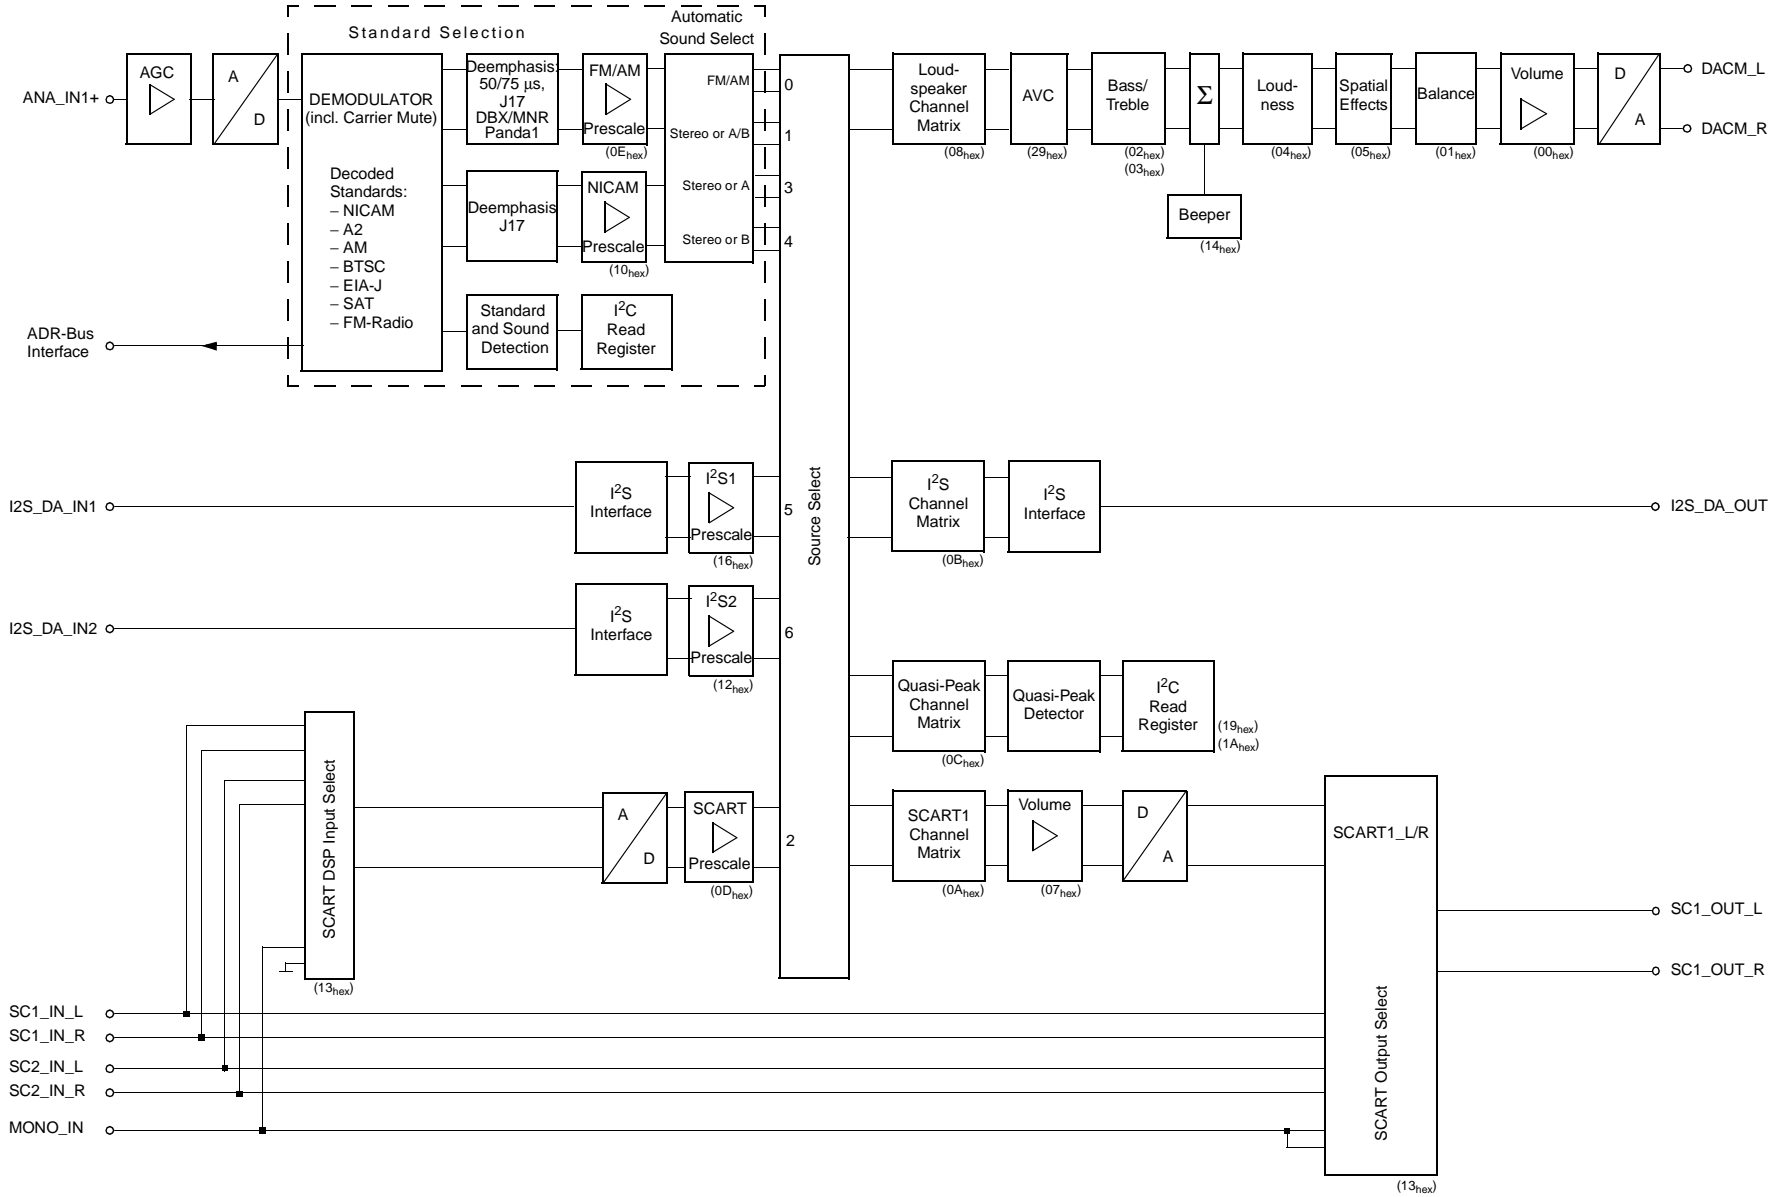 Automatic
Sound Select
Standard Selection
ANA_IN1+
AGC
A
D
DEMODULATOR
(incl. Carrier Mute)
Decoded
Standards:
– NICAM
– A2
– AM
– BTSC
– EIA-J
– SAT
– FM-Radio
Deemphasis:
50/75 µs,
J17
DBX/MNR
Panda1
FM/AM
Prescale
(0Ehex)
Deemphasis
J17
NICAM
Prescale
(10hex)
FM/AM
Stereo or A/B
Stereo or A
Stereo or B
0
1
3
4
Standard
and Sound
Detection
I2C
Read
Register
ADR-Bus
Interface
Loud-
speaker
Channel
Matrix
(08hex)
AVC
(29hex)
Bass/
Treble
(02hex)
(03hex)
Σ
Beeper
(14hex)
Loud-
ness
(04hex)
Spatial
Effects
(05hex)
Balance
(01hex)
Volume
(00hex)
D
A
DACM_L
DACM_R
I2S_DA_IN1
I2S
Interface
I2S1
Prescale
(16hex)
5
Source Select
I2S
Channel
Matrix
(0Bhex)
I2S
Interface
I2S_DA_OUT
I2S_DA_IN2
I2S
Interface
I2S2
Prescale
(12hex)
6
Quasi-Peak
Channel
Matrix
(0Chex)
Quasi-Peak
Detector
I2C
Read
Register
(19hex)
(1Ahex)
SCART DSP Input Select
(13hex)
A
D
SCART
Prescale
(0Dhex)
2
SCART1
Channel
Matrix
(0Ahex)
Volume
(07hex)
D
A
SCART1_L/R
SCART Output Select
(13hex)
SC1_OUT_L
SC1_OUT_R
SC1_IN_L
SC1_IN_R
SC2_IN_L
SC2_IN_R
MONO_IN